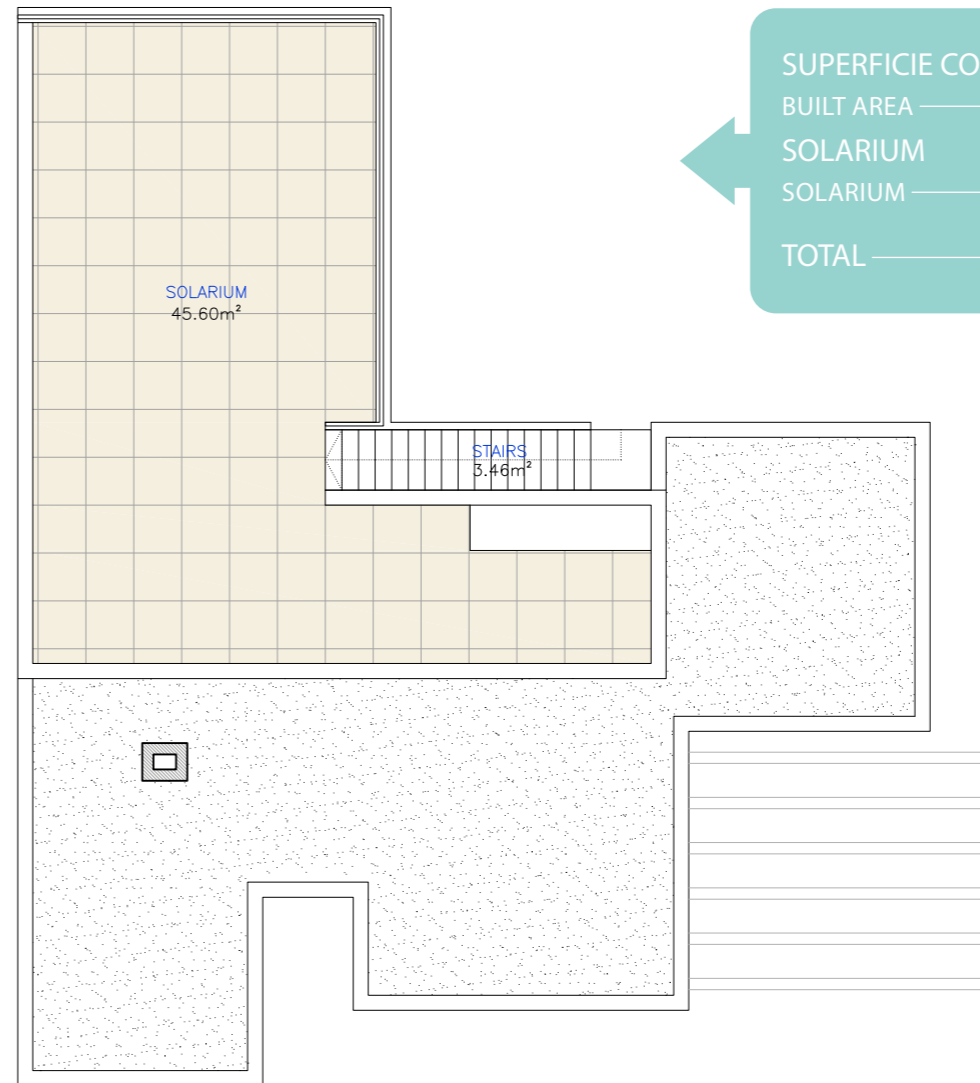 SUPERFICIE CO
BUILT AREA
SOLARIUM
SOLARIUM
TOTAL
SOLARIUM
45.60m²
STAIRS
3.46m²